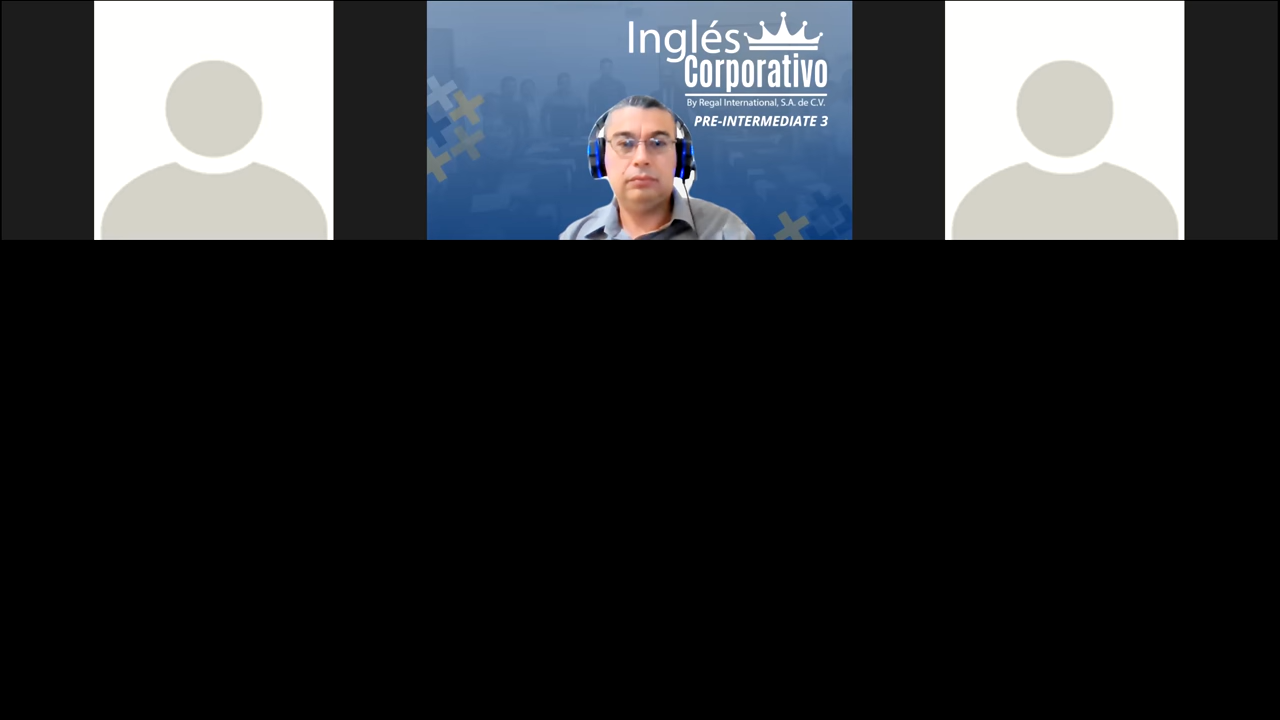 Inglés
Corporativo
By Regal International, S.A. de C.V.
PRE-INTERMEDIATE 3